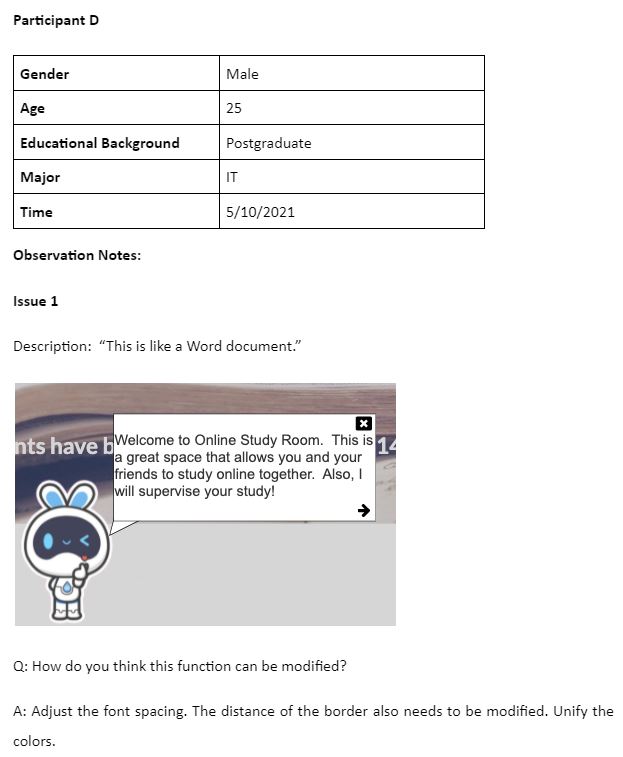 Participant D
Gender Male
Age 25
Educational Background Postgraduate
Major IT
Time 5/10/2021
Observation Notes:
Issue 1
Description:  “This is like a Word document.”
nts have b
Welcome to Online Study Room.  This is
a great space that allows you and your
friends to study online together.  Also, I
will supervise your study!
14
Q: How do you think this function can be modified?
A: Adjust the font spacing. The distance of the border also needs to be modified. Unify the
colors.